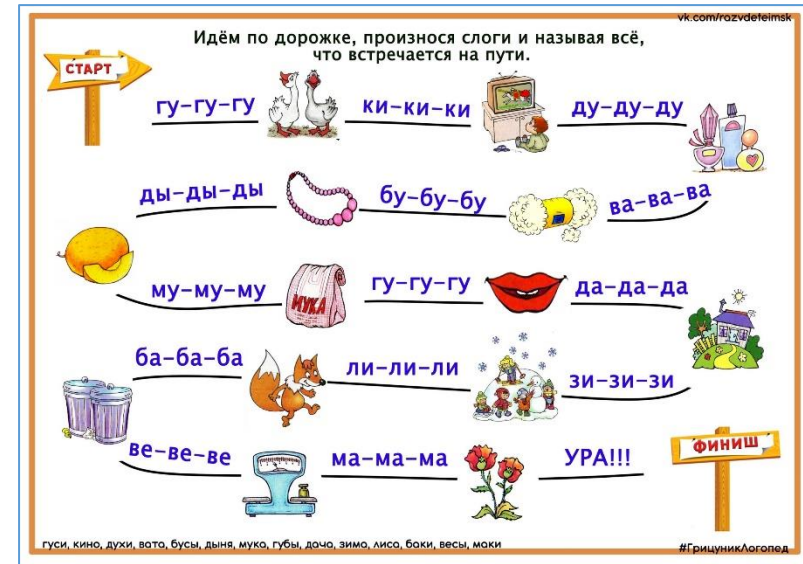 vk.com/razvdeteimsk
Идём по дорожке, произнося слоги и называя всё,
что встречается на пути.
СТАРТ
гу-гу-гу ки-ки-ки ду-ду-ду
ды-ды-ды бу-бу-бу ва-ва-ва
му-му-му МУКА гу-гу-гу да-да-да
ба-ба-ба ли-ли-ли зи-зи-зи
ве-ве-ве ма-ма-ма УРА!!! ФИНИШ
гуси, кино, духи, вата, бусы, дыня, мука, губы, дача, зима, лиса, баки, весы, маки
#ГрицуникЛогопед